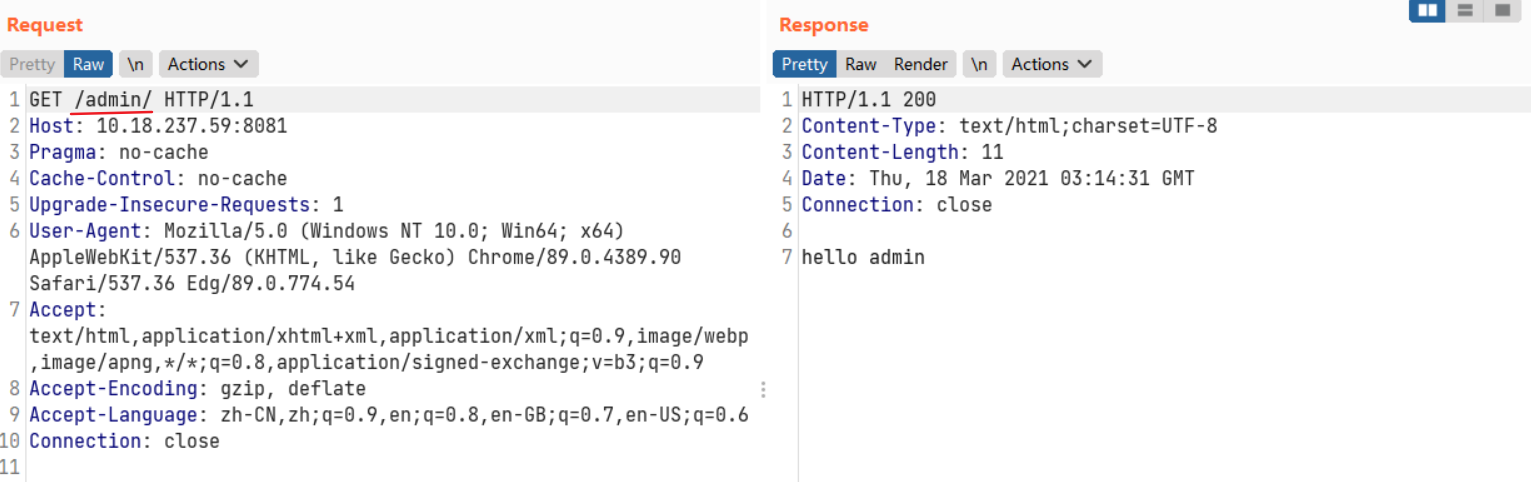 Request
Pretty Raw \n Actions
1 GET /admin/ HTTP/1.1
2 Host: 10.18.237.59:8081
3 Pragma: no-cache
4 Cache-Control: no-cache
5 Upgrade-Insecure-Requests: 1
6 User-Agent: Mozilla/5.0 (Windows NT 10.0; Win64; x64)
AppleWebKit/537.36 (KHTML, like Gecko) Chrome/89.0.4389.90
Safari/537.36 Edg/89.0.774.54
7 Accept:
text/html,application/xhtml+xml,application/xml;q=0.9,image/webp
,image/apng,*/*;q=0.8,application/signed-exchange;v=b3;q=0.9
8 Accept-Encoding: gzip, deflate
9 Accept-Language: zh-CN,zh;q=0.9,en;q=0.8,en-GB;q=0.7,en-US;q=0.6
10 Connection: close
11
Response
Pretty Raw Render \n Actions
1 HTTP/1.1 200
2 Content-Type: text/html;charset=UTF-8
3 Content-Length: 11
4 Date: Thu, 18 Mar 2021 03:14:31 GMT
5 Connection: close
6
7 hello admin